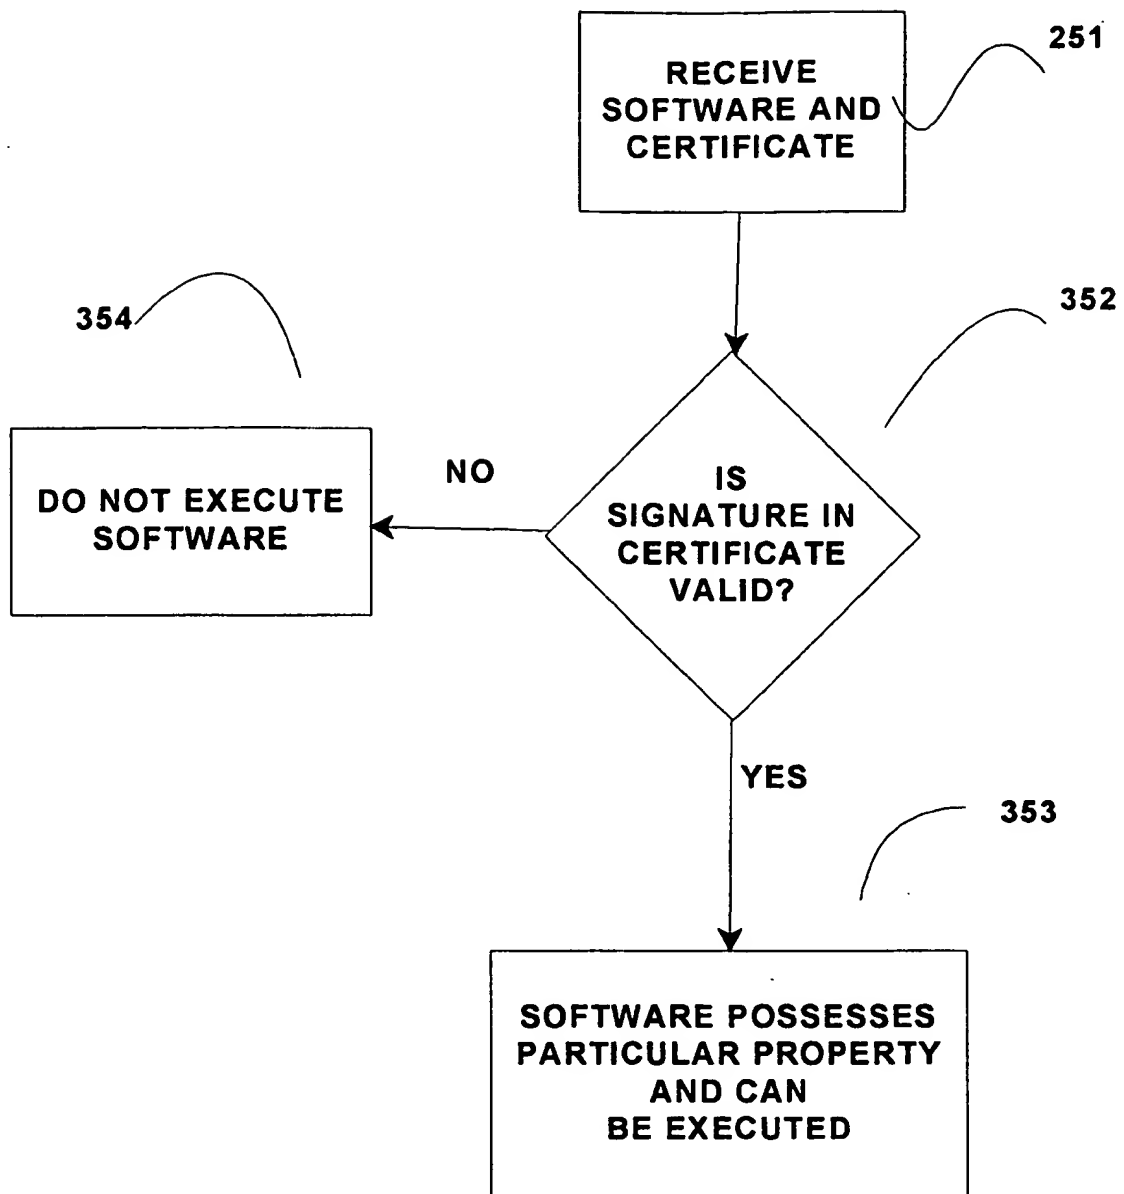 251
RECEIVE
SOFTWARE AND
CERTIFICATE
352
354
IS
SIGNATURE IN
CERTIFICATE
VALID?
NO
DO NOT EXECUTE
SOFTWARE
YES
353
SOFTWARE POSSESSES
PARTICULAR PROPERTY
AND CAN
BE EXECUTED